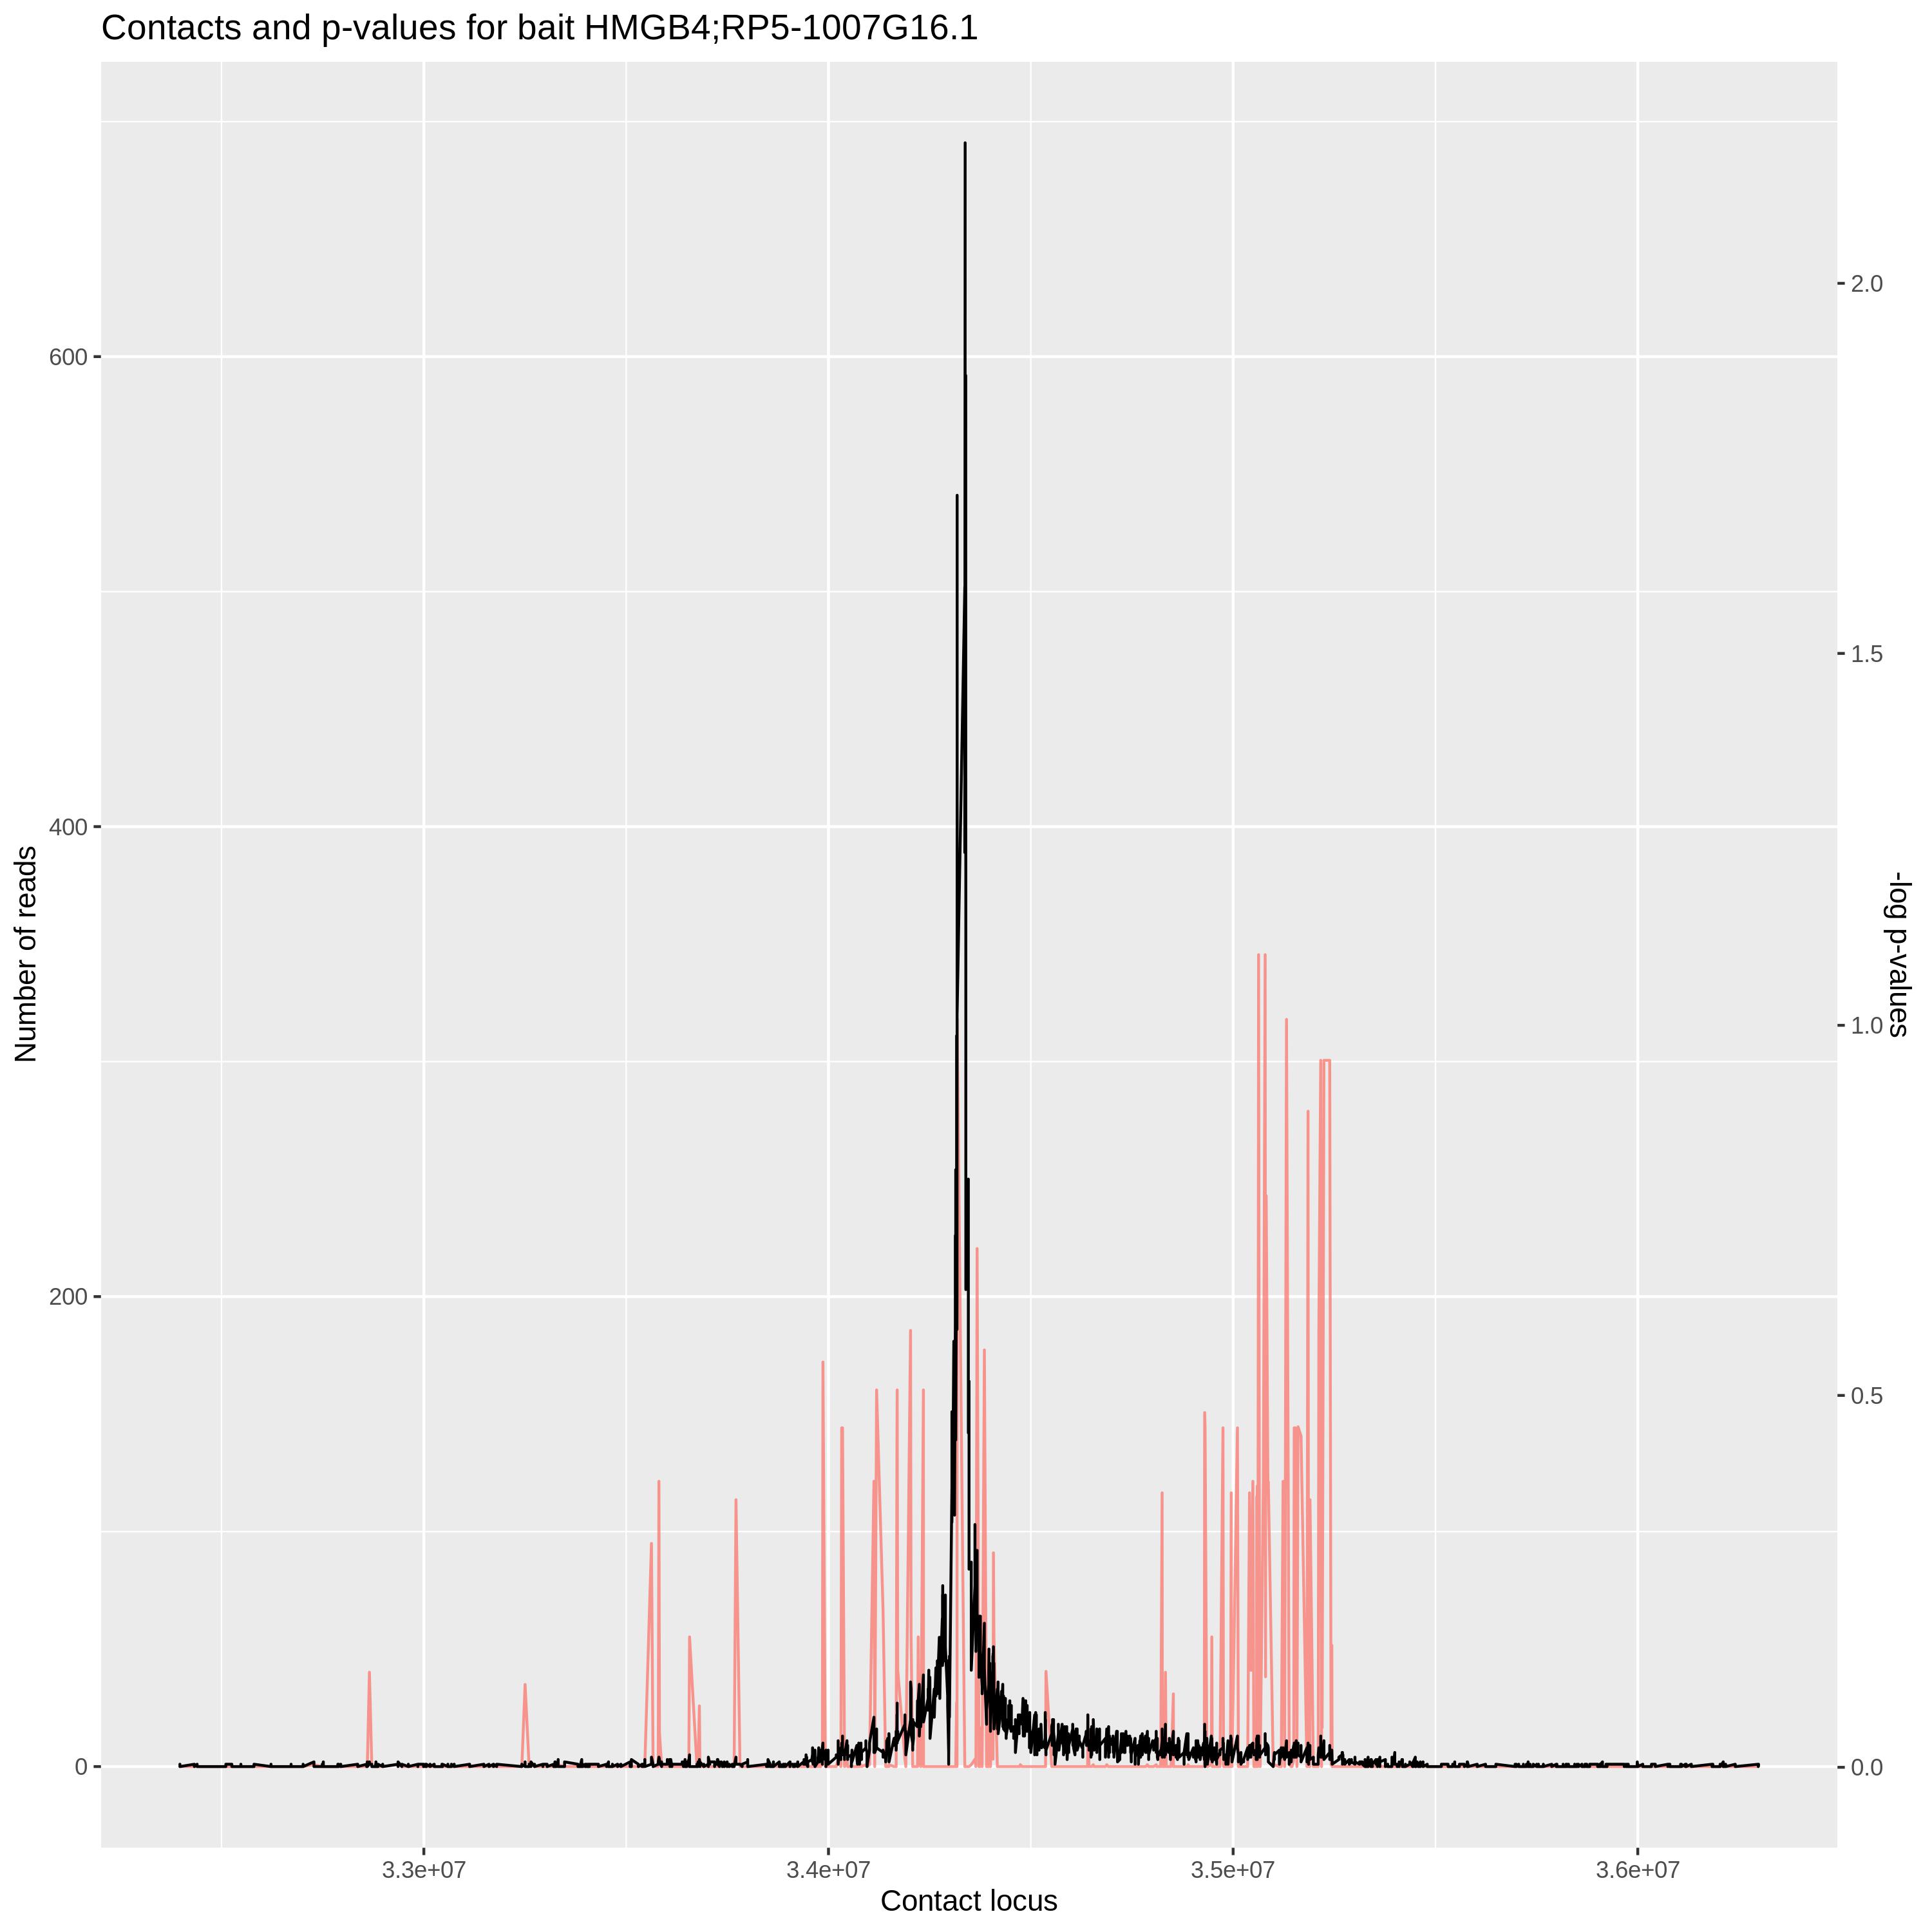 Contacts and p-values for bait HMGB4;RP5-1007G16.1
Number of reads
600
400
200
0
2.0
1.5
1.0
0.5
0.0
-log p-values
3.3e+07 3.4e+07 3.5e+07 3.6e+07
Contact locus